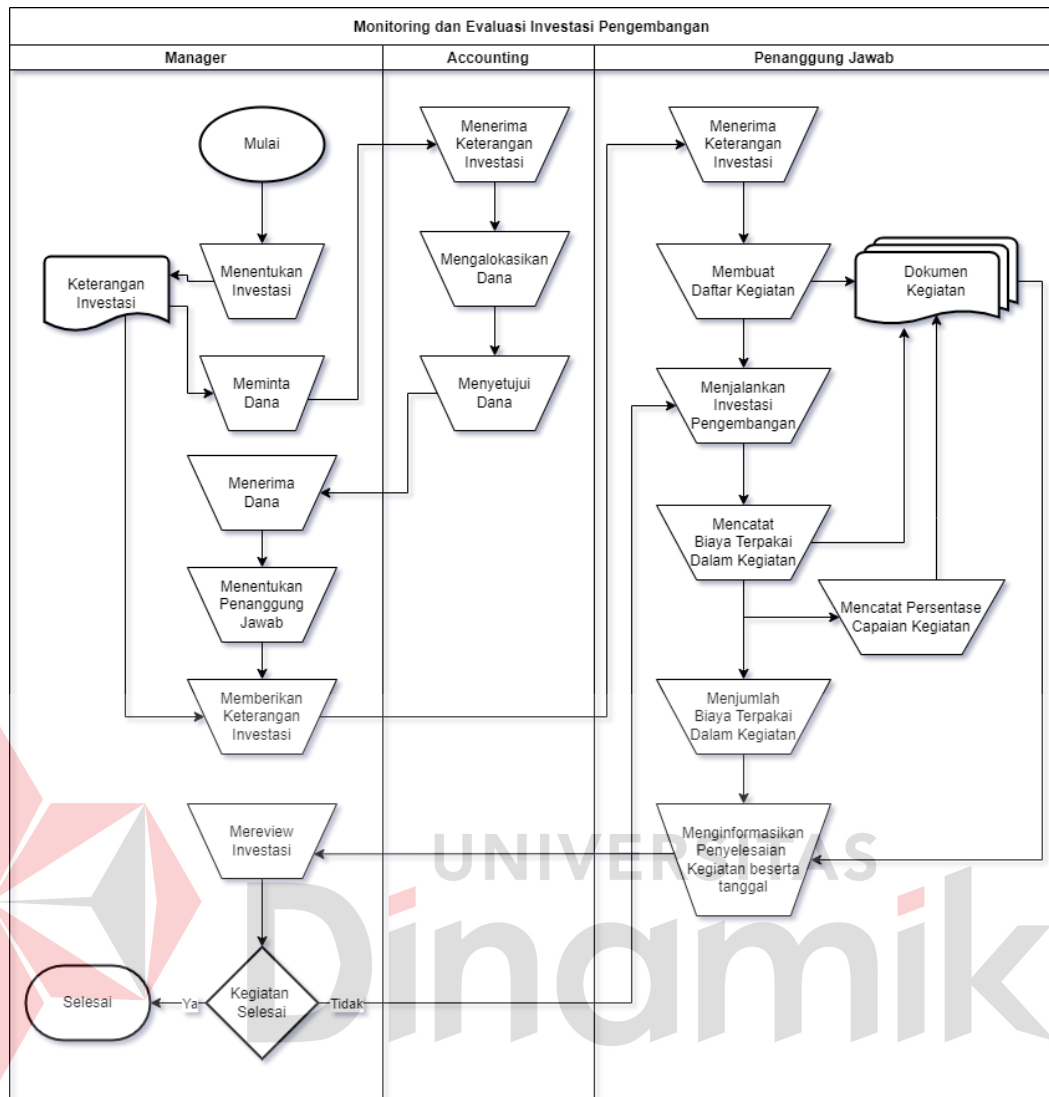 Monitoring dan Evaluasi Investasi Pengembangan
Manager
Accounting
Penanggung Jawab
Mulai
Menentukan
Investasi
Keterangan
Investasi
Meminta
Dana
Menerima
Dana
Menentukan
Penanggung
Jawab
Memberikan
Keterangan
Investasi
Mereview
Investasi
Kegiatan
Selesai
Ya
Tidak
Selesai
Menerima
Keterangan
Investasi
Mengalokasikan
Dana
Menyetujui
Dana
Menerima
Keterangan
Investasi
Membuat
Daftar Kegiatan
Dokumen
Kegiatan
Menjalankan
Investasi
Pengembangan
Mencatat
Biaya Terpakai
Dalam Kegiatan
Mencatat Persentase
Capaian Kegiatan
Menjumlah
Biaya Terpakai
Dalam Kegiatan
Menginformasikan
Penyelesaian
Kegiatan beserta
tanggal
UNIVERSITAS
Dinamik